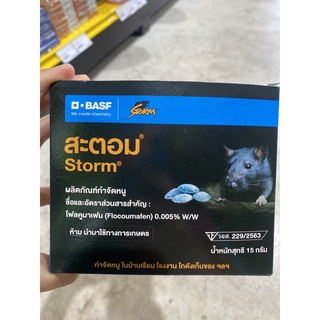 BASF
We create chemistry
STORM
สะตอม®
Storm®
ผลิตภัณฑ์กำจัดหนู
ชื่อและอัตราส่วนสารสำคัญ :
โฟลคูมาเฟน (Flocoumafen) 0.005% W/W
ห้าม นำมาใช้ทางการเกษตร
วอส. 229/2563
น้ำหนักสุทธิ 15 กรัม
กำจัดหนู ในบ้านเรือน โรงงาน โกดังเก็บของ ฯลฯ